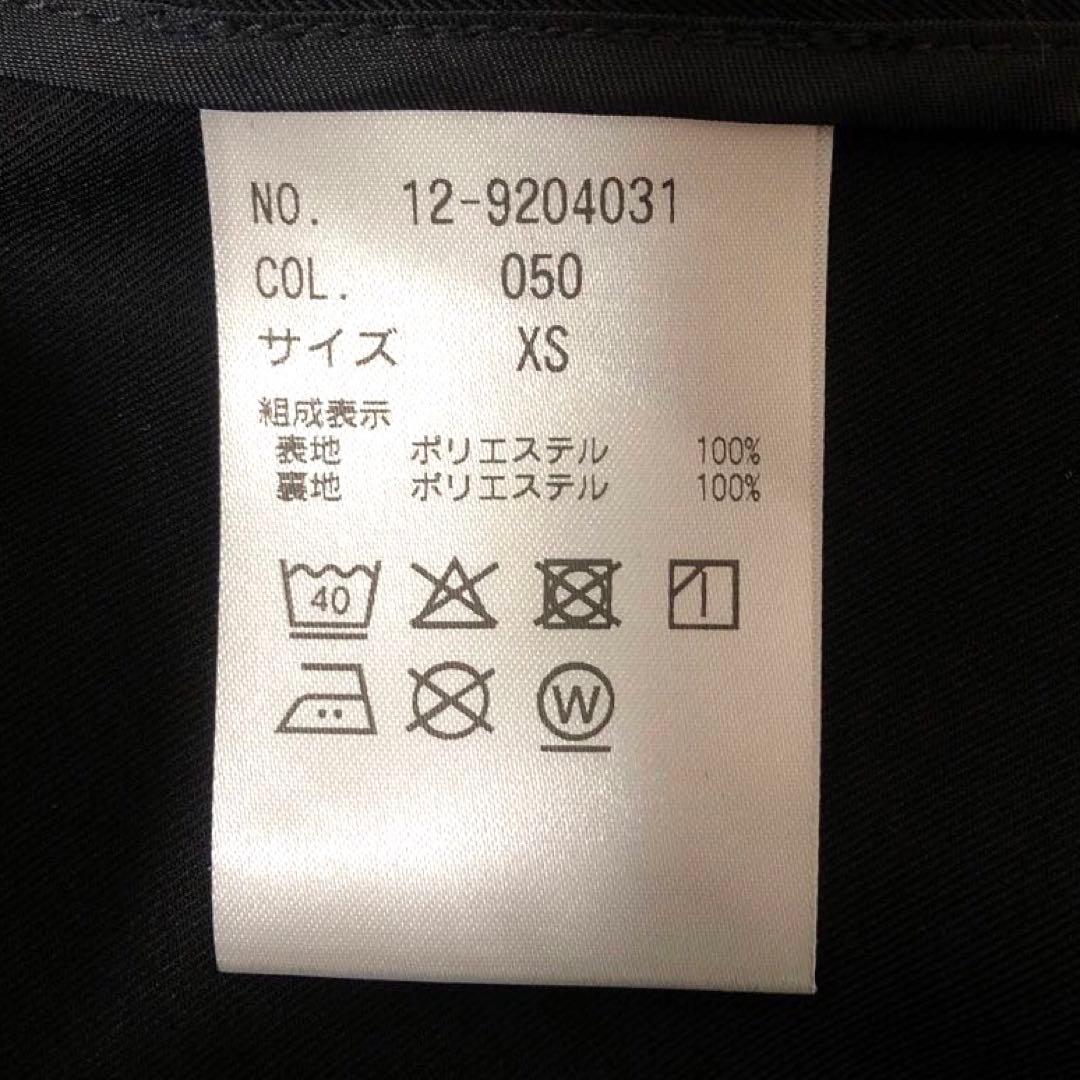 NO. 12-9204031
COL. 050
サイズ XS
組成表示
表地 ポリエステル 100%
裏地 ポリエステル 100%
40
W